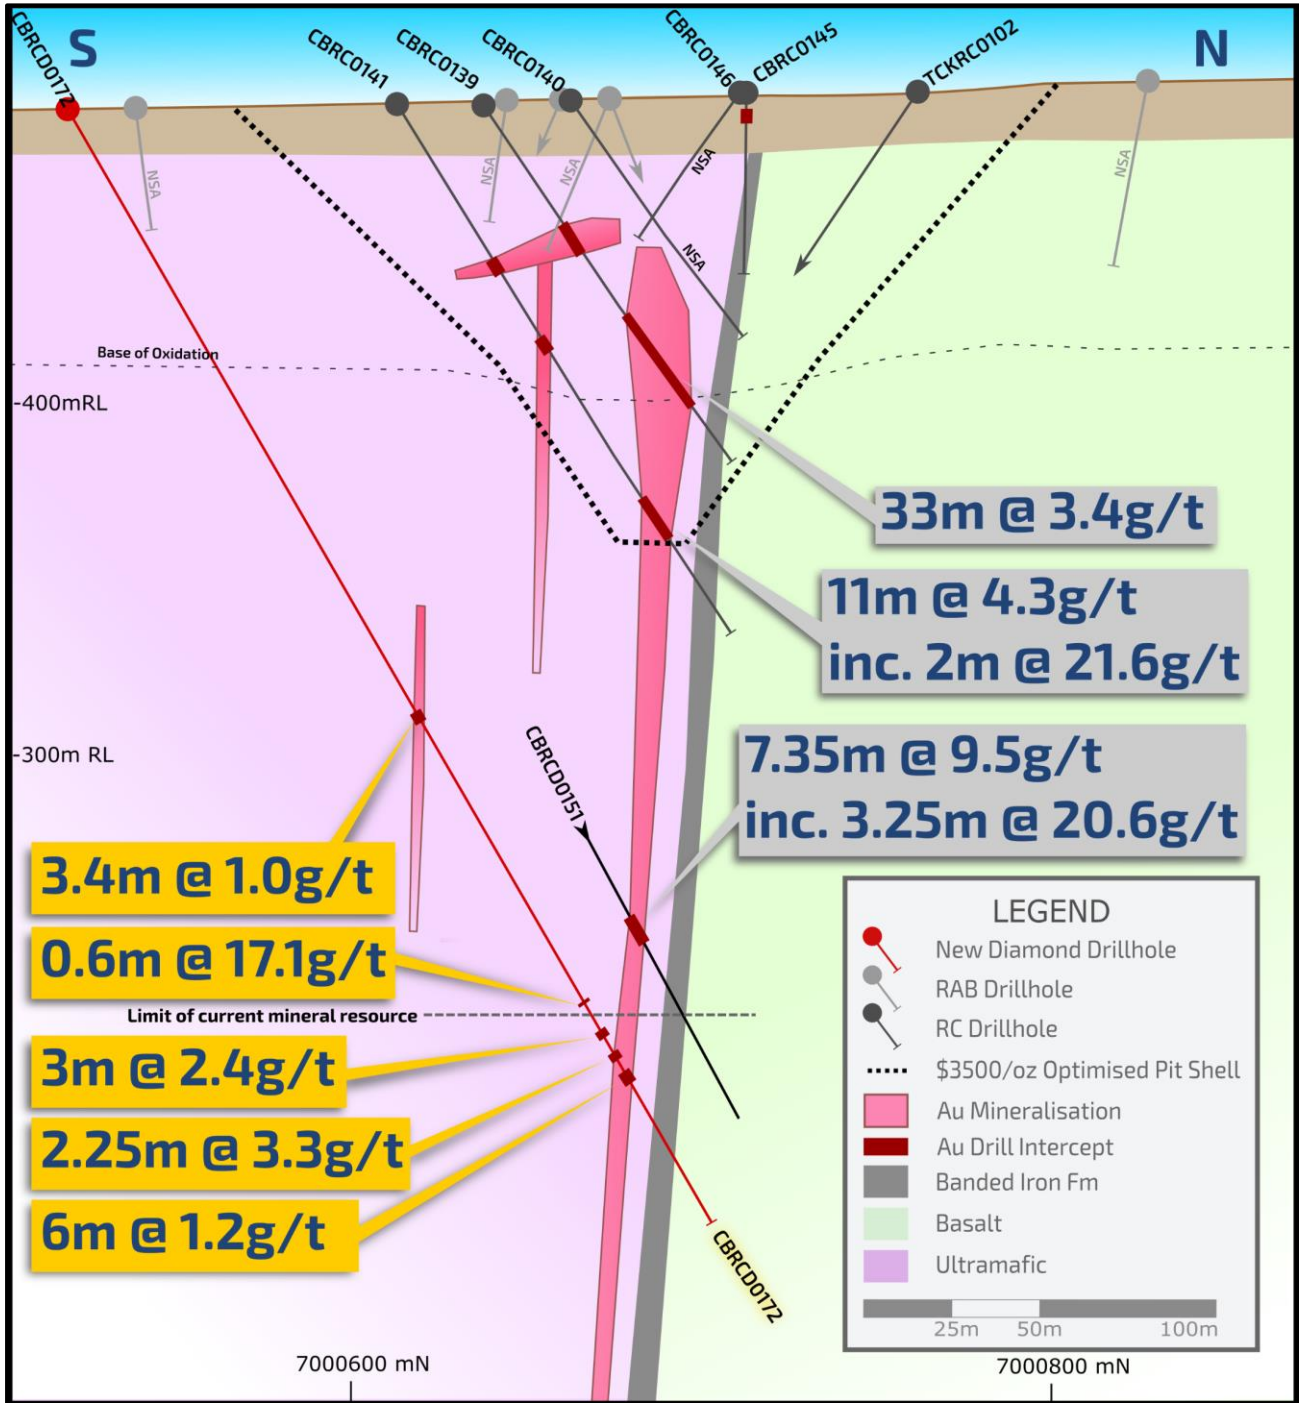 S
N
CBRCD0172
CBRC0141
CBRC0139
CBRC0140
CBRC0146
CBRC0145
TCKRC0102
NSA
NSA
NSA
NSA
NSA
NSA
Base of Oxidation
-400mRL
33m @ 3.4g/t
11m @ 4.3g/t
inc. 2m @ 21.6g/t
-300m RL
CBRCD0151
7.35m @ 9.5g/t
inc. 3.25m @ 20.6g/t
3.4m @ 1.0g/t
0.6m @ 17.1g/t
Limit of current mineral resource
3m @ 2.4g/t
2.25m @ 3.3g/t
6m @ 1.2g/t
CBRCD0172
LEGEND
New Diamond Drillhole
RAB Drillhole
RC Drillhole
$3500/oz Optimised Pit Shell
Au Mineralisation
Au Drill Intercept
Banded Iron Fm
Basalt
Ultramafic
25m 50m 100m
7000600 mN
7000800 mN